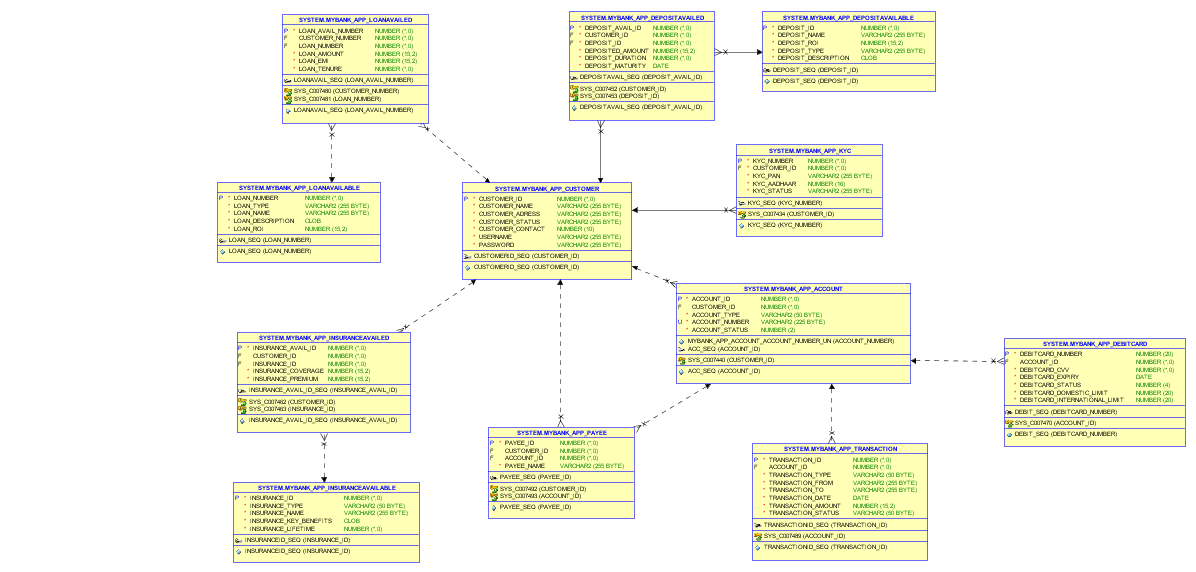 SYSTEM.MYBANK_APP_LOANAVAILED
P * LOAN_AVAIL_NUMBER NUMBER (*,0)
F CUSTOMER_NUMBER NUMBER (*,0)
F LOAN_NUMBER NUMBER (*,0)
* LOAN_AMOUNT NUMBER (15,2)
* LOAN_EMI NUMBER (15,2)
* LOAN_TENURE NUMBER (*,0)
LOANAVAIL_SEQ (LOAN_AVAIL_NUMBER)
SYS_C007480 (CUSTOMER_NUMBER)
SYS_C007481 (LOAN_NUMBER)
LOANAVAIL_SEQ (LOAN_AVAIL_NUMBER)
SYSTEM.MYBANK_APP_DEPOSITAVAILED
P * DEPOSIT_AVAIL_ID NUMBER (*,0)
F * CUSTOMER_ID NUMBER (*,0)
F * DEPOSIT_ID NUMBER (*,0)
* DEPOSITED_AMOUNT NUMBER (15,2)
* DEPOSIT_DURATION NUMBER (*,0)
* DEPOSIT_MATURITY DATE
DEPOSITAVAIL_SEQ (DEPOSIT_AVAIL_ID)
SYS_C007452 (CUSTOMER_ID)
SYS_C007453 (DEPOSIT_ID)
DEPOSITAVAIL_SEQ (DEPOSIT_AVAIL_ID)
SYSTEM.MYBANK_APP_DEPOSITAVAILABLE
P * DEPOSIT_ID NUMBER (*,0)
* DEPOSIT_NAME VARCHAR2 (255 BYTE)
* DEPOSIT_ROI NUMBER (15,2)
* DEPOSIT_TYPE VARCHAR2 (255 BYTE)
* DEPOSIT_DESCRIPTION CLOB
DEPOSIT_SEQ (DEPOSIT_ID)
DEPOSIT_SEQ (DEPOSIT_ID)
SYSTEM.MYBANK_APP_KYC
P * KYC_NUMBER NUMBER (*,0)
F * CUSTOMER_ID NUMBER (*,0)
* KYC_PAN VARCHAR2 (255 BYTE)
* KYC_AADHAAR NUMBER (16)
* KYC_STATUS VARCHAR2 (255 BYTE)
KYC_SEQ (KYC_NUMBER)
SYS_C007434 (CUSTOMER_ID)
KYC_SEQ (KYC_NUMBER)
SYSTEM.MYBANK_APP_LOANAVAILABLE
P * LOAN_NUMBER NUMBER (*,0)
* LOAN_TYPE VARCHAR2 (255 BYTE)
* LOAN_NAME VARCHAR2 (255 BYTE)
* LOAN_DESCRIPTION CLOB
* LOAN_ROI NUMBER (15,2)
LOAN_SEQ (LOAN_NUMBER)
LOAN_SEQ (LOAN_NUMBER)
SYSTEM.MYBANK_APP_CUSTOMER
P * CUSTOMER_ID NUMBER (*,0)
* CUSTOMER_NAME VARCHAR2 (255 BYTE)
* CUSTOMER_ADRESS VARCHAR2 (255 BYTE)
* CUSTOMER_STATUS VARCHAR2 (255 BYTE)
* CUSTOMER_CONTACT NUMBER (10)
* USERNAME VARCHAR2 (255 BYTE)
* PASSWORD VARCHAR2 (255 BYTE)
CUSTOMERID_SEQ (CUSTOMER_ID)
CUSTOMERID_SEQ (CUSTOMER_ID)
SYSTEM.MYBANK_APP_ACCOUNT
P * ACCOUNT_ID NUMBER (*,0)
F CUSTOMER_ID NUMBER (*,0)
* ACCOUNT_TYPE VARCHAR2 (50 BYTE)
U * ACCOUNT_NUMBER VARCHAR2 (225 BYTE)
* ACCOUNT_STATUS NUMBER (2)
MYBANK_APP_ACCOUNT_ACCOUNT_NUMBER_UN (ACCOUNT_NUMBER)
ACC_SEQ (ACCOUNT_ID)
SYS_C007440 (CUSTOMER_ID)
ACC_SEQ (ACCOUNT_ID)
SYSTEM.MYBANK_APP_INSURANCEAVAILED
P * INSURANCE_AVAIL_ID NUMBER (*,0)
F CUSTOMER_ID NUMBER (*,0)
F INSURANCE_ID NUMBER (*,0)
* INSURANCE_COVERAGE NUMBER (15,2)
* INSURANCE_PREMIUM NUMBER (15,2)
INSURANCE_AVAIL_ID_SEQ (INSURANCE_AVAIL_ID)
SYS_C007462 (CUSTOMER_ID)
SYS_C007463 (INSURANCE_ID)
INSURANCE_AVAIL_ID_SEQ (INSURANCE_AVAIL_ID)
SYSTEM.MYBANK_APP_DEBITCARD
P * DEBITCARD_NUMBER NUMBER (20)
F ACCOUNT_ID NUMBER (*,0)
* DEBITCARD_CVV NUMBER (*,0)
* DEBITCARD_EXPIRY DATE
* DEBITCARD_STATUS NUMBER (4)
* DEBITCARD_DOMESTIC_LIMIT NUMBER (20)
* DEBITCARD_INTERNATIONAL_LIMIT NUMBER (20)
DEBIT_SEQ (DEBITCARD_NUMBER)
SYS_C007470 (ACCOUNT_ID)
DEBIT_SEQ (DEBITCARD_NUMBER)
SYSTEM.MYBANK_APP_PAYEE
P * PAYEE_ID NUMBER (*,0)
F CUSTOMER_ID NUMBER (*,0)
F ACCOUNT_ID NUMBER (*,0)
* PAYEE_NAME VARCHAR2 (255 BYTE)
PAYEE_SEQ (PAYEE_ID)
SYS_C007492 (CUSTOMER_ID)
SYS_C007493 (ACCOUNT_ID)
PAYEE_SEQ (PAYEE_ID)
SYSTEM.MYBANK_APP_TRANSACTION
P * TRANSACTION_ID NUMBER (*,0)
F ACCOUNT_ID NUMBER (*,0)
* TRANSACTION_TYPE VARCHAR2 (50 BYTE)
* TRANSACTION_FROM VARCHAR2 (255 BYTE)
* TRANSACTION_TO VARCHAR2 (255 BYTE)
* TRANSACTION_DATE DATE
* TRANSACTION_AMOUNT NUMBER (15,2)
* TRANSACTION_STATUS VARCHAR2 (50 BYTE)
TRANSACTIONID_SEQ (TRANSACTION_ID)
SYS_C007489 (ACCOUNT_ID)
TRANSACTIONID_SEQ (TRANSACTION_ID)
SYSTEM.MYBANK_APP_INSURANCEAVAILABLE
P * INSURANCE_ID NUMBER (*,0)
* INSURANCE_TYPE VARCHAR2 (50 BYTE)
* INSURANCE_NAME VARCHAR2 (255 BYTE)
* INSURANCE_KEY_BENEFITS CLOB
* INSURANCE_LIFETIME NUMBER (*,0)
INSURANCEID_SEQ (INSURANCE_ID)
INSURANCEID_SEQ (INSURANCE_ID)